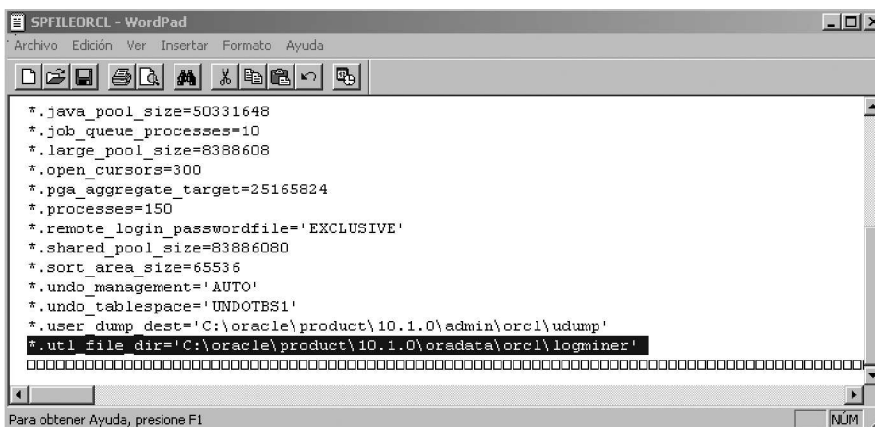 SPFILEORCL - WordPad
Archivo Edición Ver Insertar Formato Ayuda
*.java_pool_size=50331648
*.job_queue_processes=10
*.large_pool_size=8388608
*.open_cursors=300
*.pga_aggregate_target=25165824
*.processes=150
*.remote_login_passwordfile='EXCLUSIVE'
*.shared_pool_size=83886080
*.sort_area_size=65536
*.undo_management='AUTO'
*.undo_tablespace='UNDOTBS1'
*.user_dump_dest='C:\oracle\product\10.1.0\admin\orcl\udump'
*.utl_file_dir='C:\oracle\product\10.1.0\oradata\orcl\logminer'
Para obtener Ayuda, presione F1
NÚM